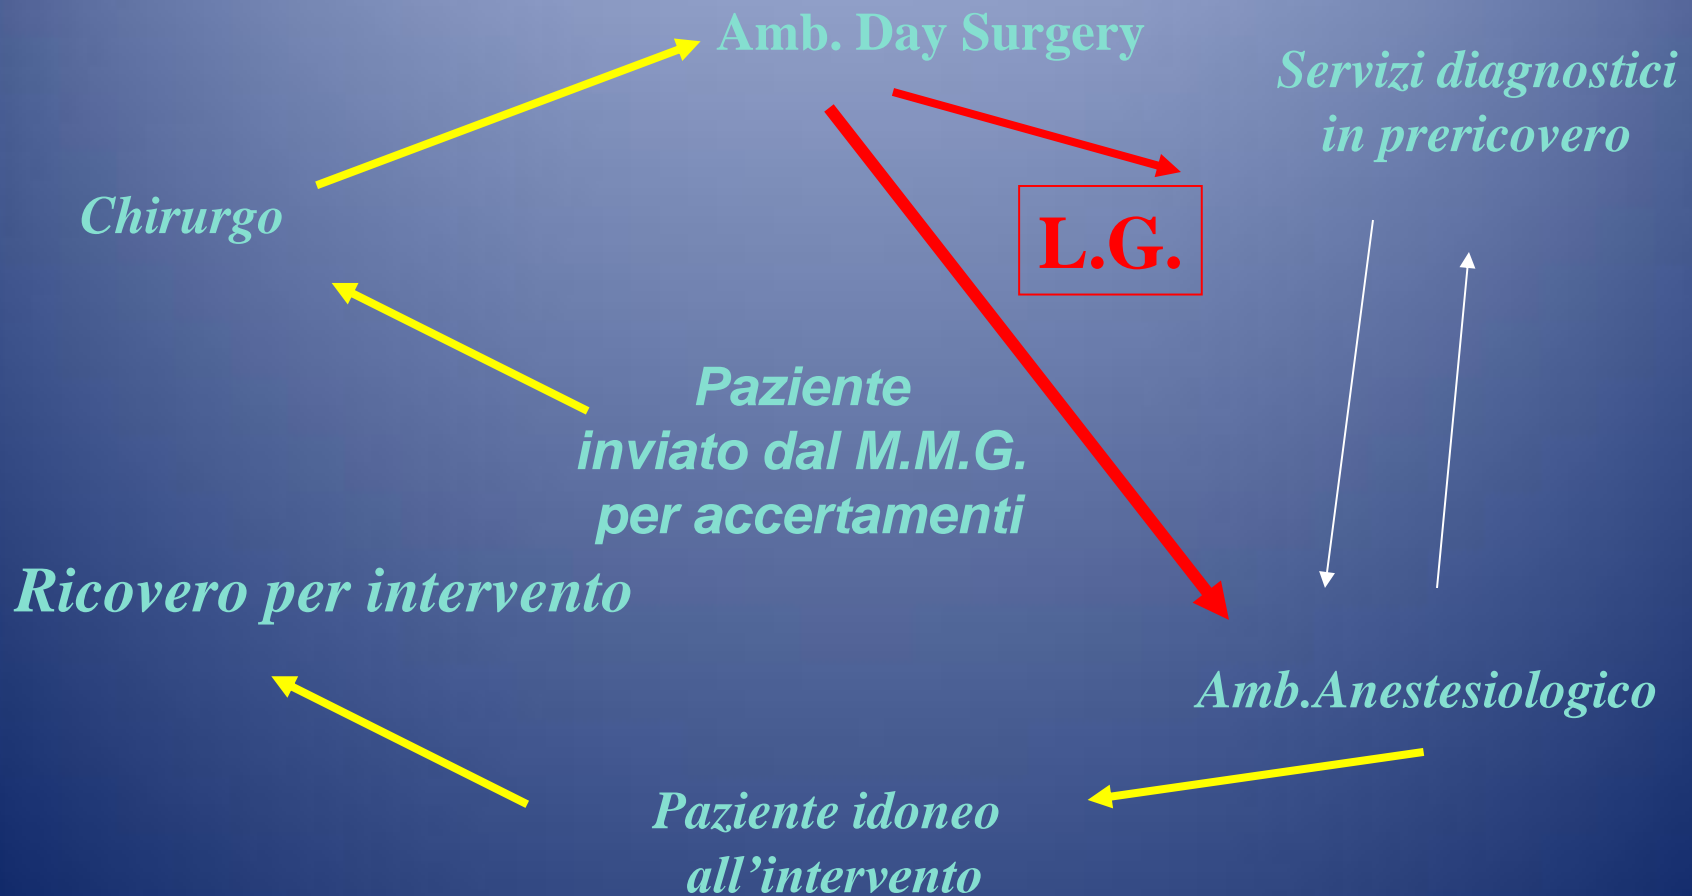 Amb. Day Surgery
Servizi diagnostici
in prericovero
Chirurgo
L.G.
Paziente
inviato dal M.M.G.
per accertamenti
Ricovero per intervento
Amb.Anestesiologico
Paziente idoneo
all’intervento